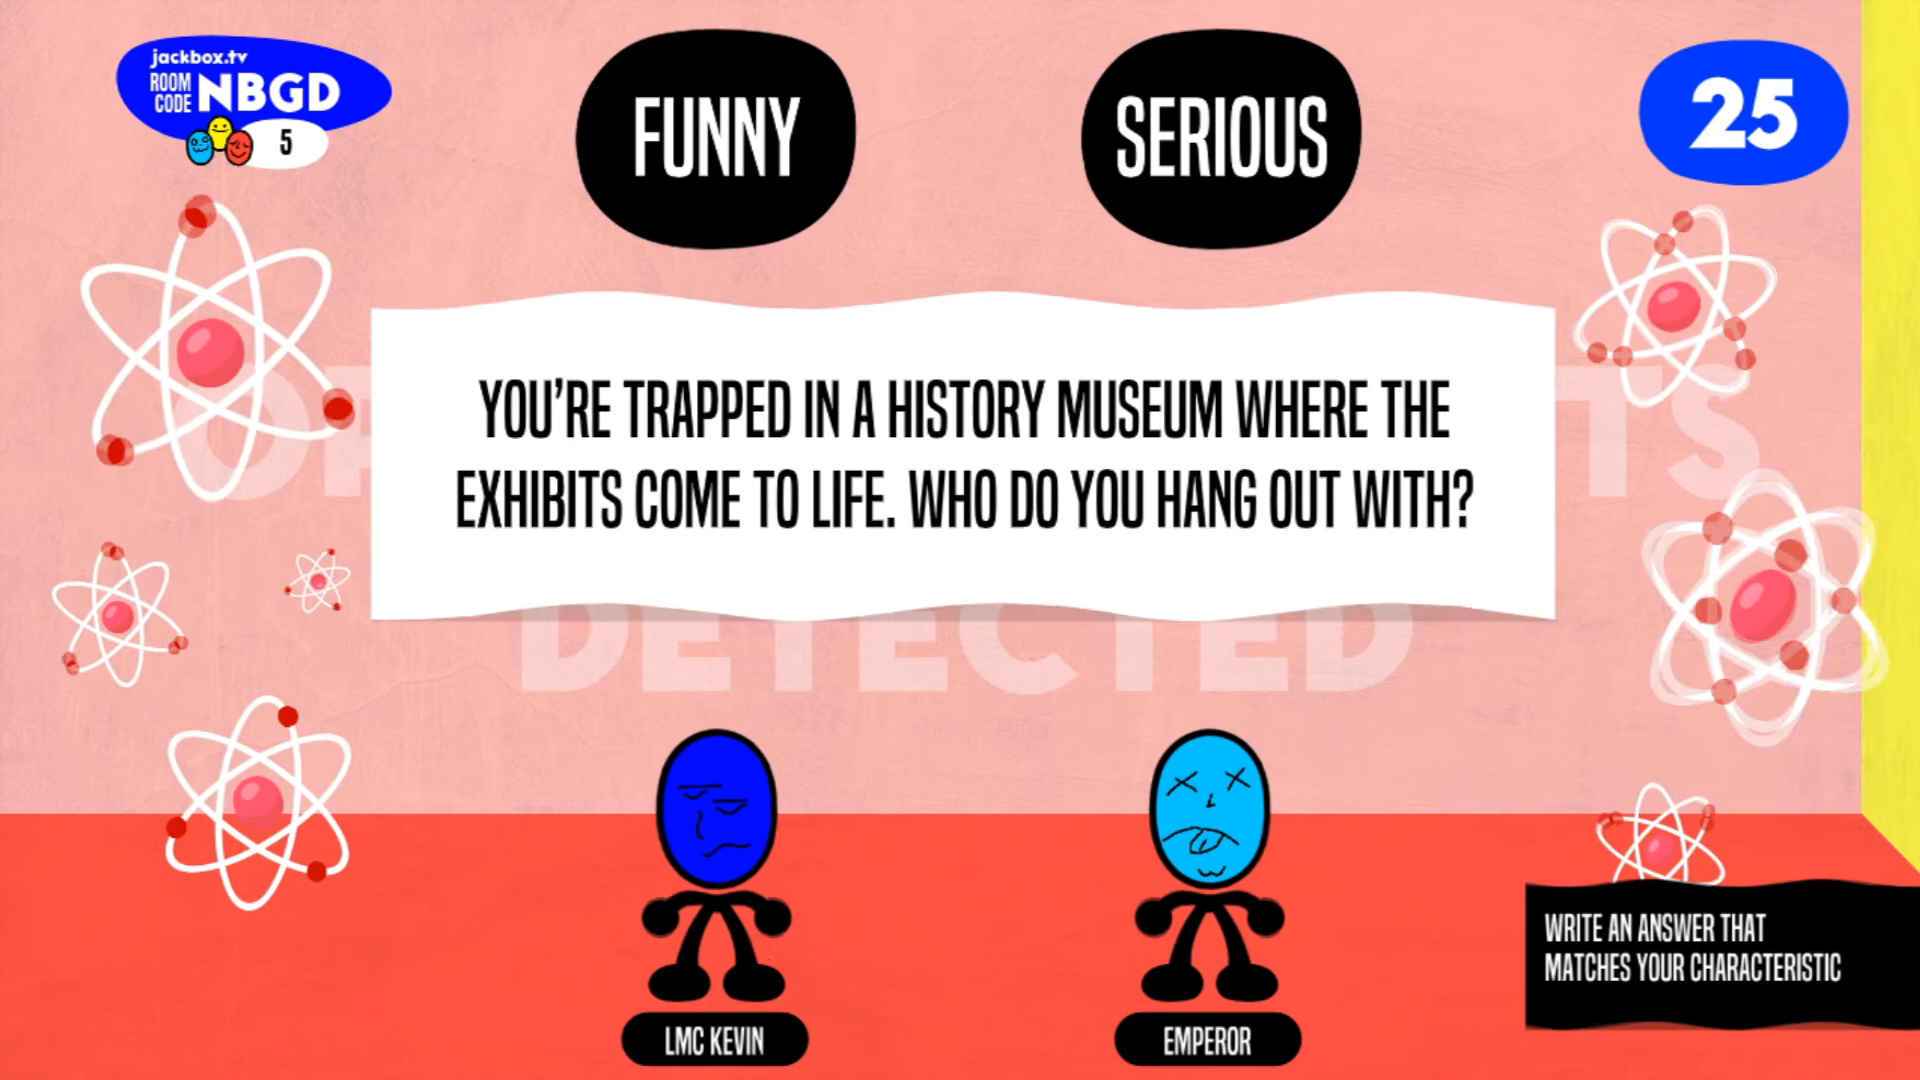 jackbox.tv
ROOM CODE NBGD
5
FUNNY
SERIOUS
25
YOU'RE TRAPPED IN A HISTORY MUSEUM WHERE THE
EXHIBITS COME TO LIFE. WHO DO YOU HANG OUT WITH?
DETECTED
LMC KEVIN
EMPEROR
WRITE AN ANSWER THAT
MATCHES YOUR CHARACTERISTIC